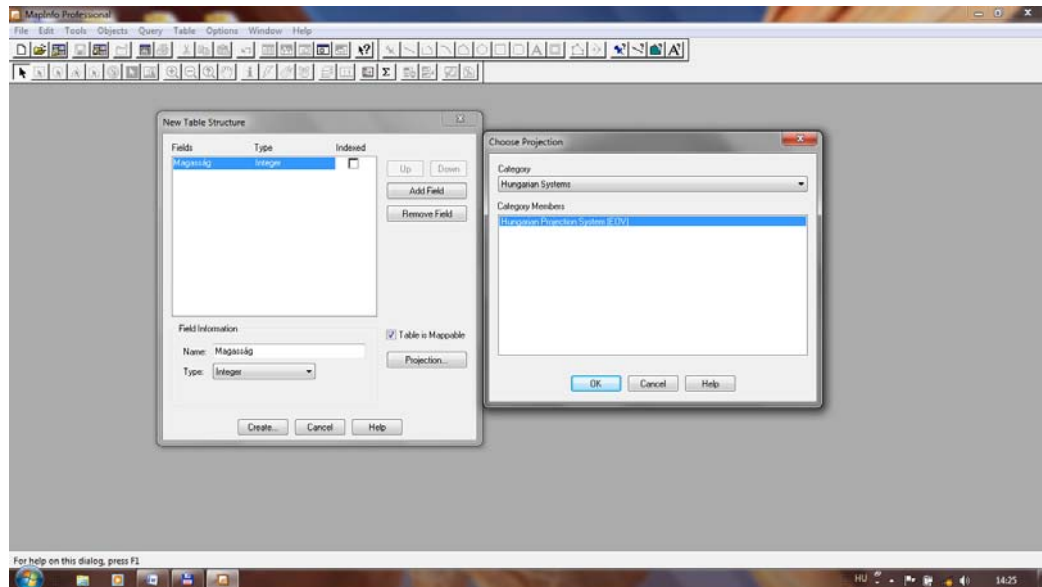 MapInfo Professional
File Edit Tools Objects Query Table Options Window Help
New Table Structure
Fields Type Indexed
Magasság Integer
Up Down
Add Field
Remove Field
Field Information
Name: Magasság
Type: Integer
Table is Mappable
Projection...
Create... Cancel Help
Choose Projection
Category
Hungarian Systems
Category Members
Hungarian Projection System (EOV)
OK Cancel Help
For help on this dialog, press F1
HU 14:25